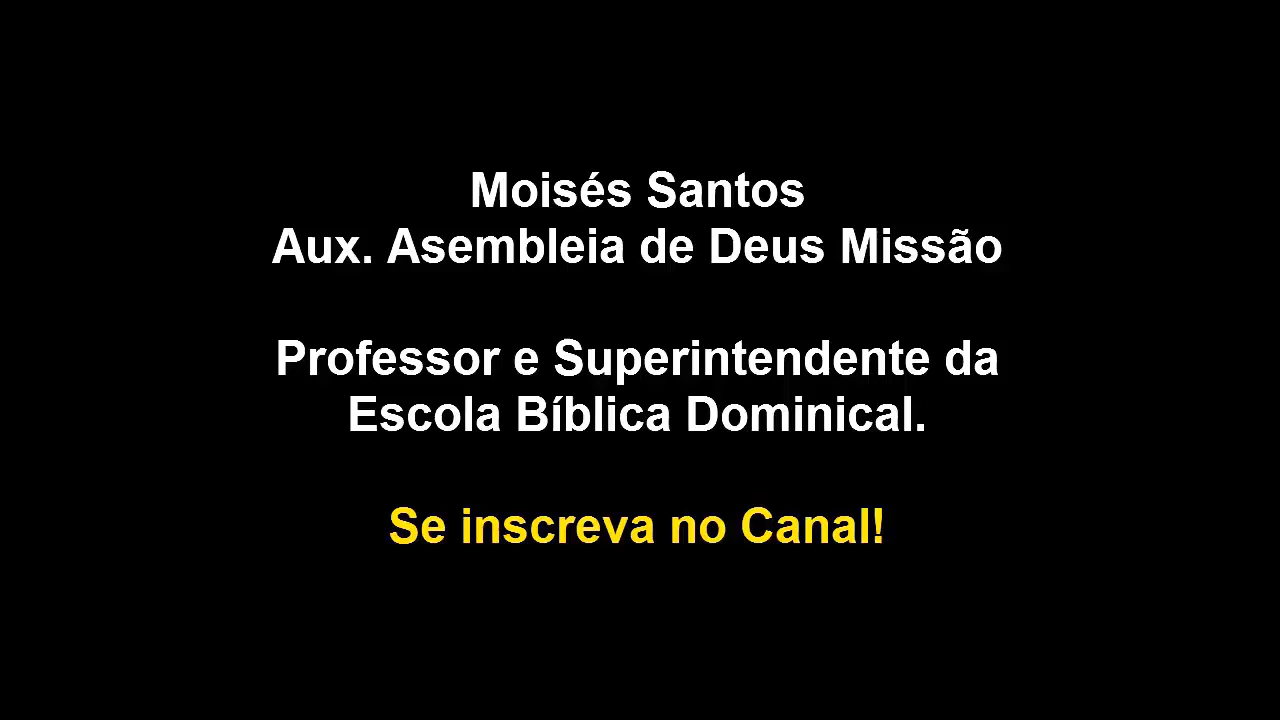 Moisés Santos
Aux. Asembleia de Deus Missão
Professor e Superintendente da
Escola Bíblica Dominical.
Se inscreva no Canal!